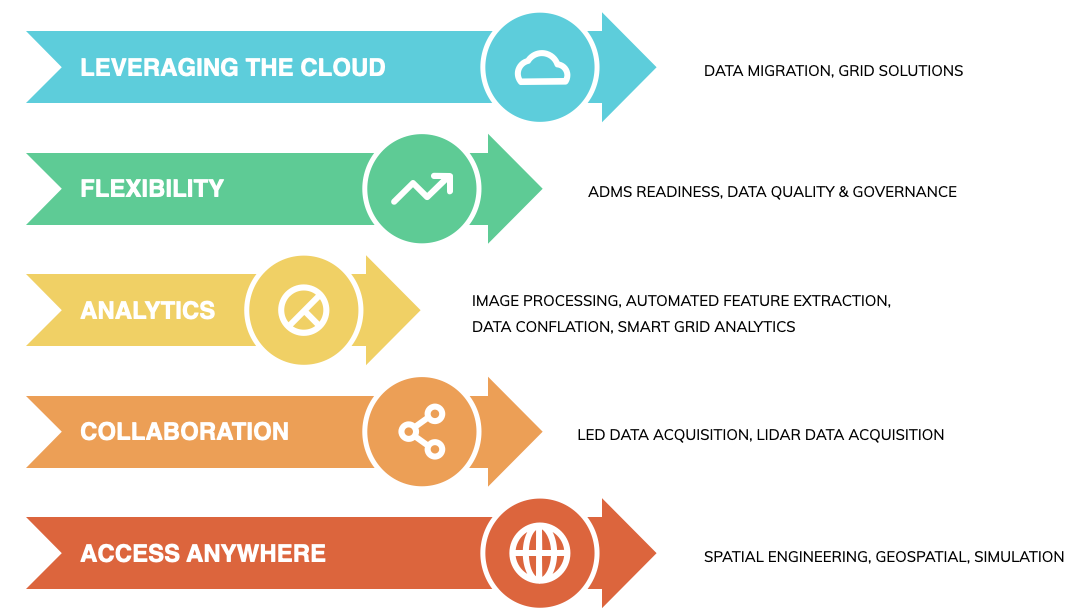 LEVERAGING THE CLOUD
DATA MIGRATION, GRID SOLUTIONS
FLEXIBILITY
ADMS READINESS, DATA QUALITY & GOVERNANCE
ANALYTICS
IMAGE PROCESSING, AUTOMATED FEATURE EXTRACTION,
DATA CONFLATION, SMART GRID ANALYTICS
COLLABORATION
LED DATA ACQUISITION, LIDAR DATA ACQUISITION
ACCESS ANYWHERE
SPATIAL ENGINEERING, GEOSPATIAL, SIMULATION